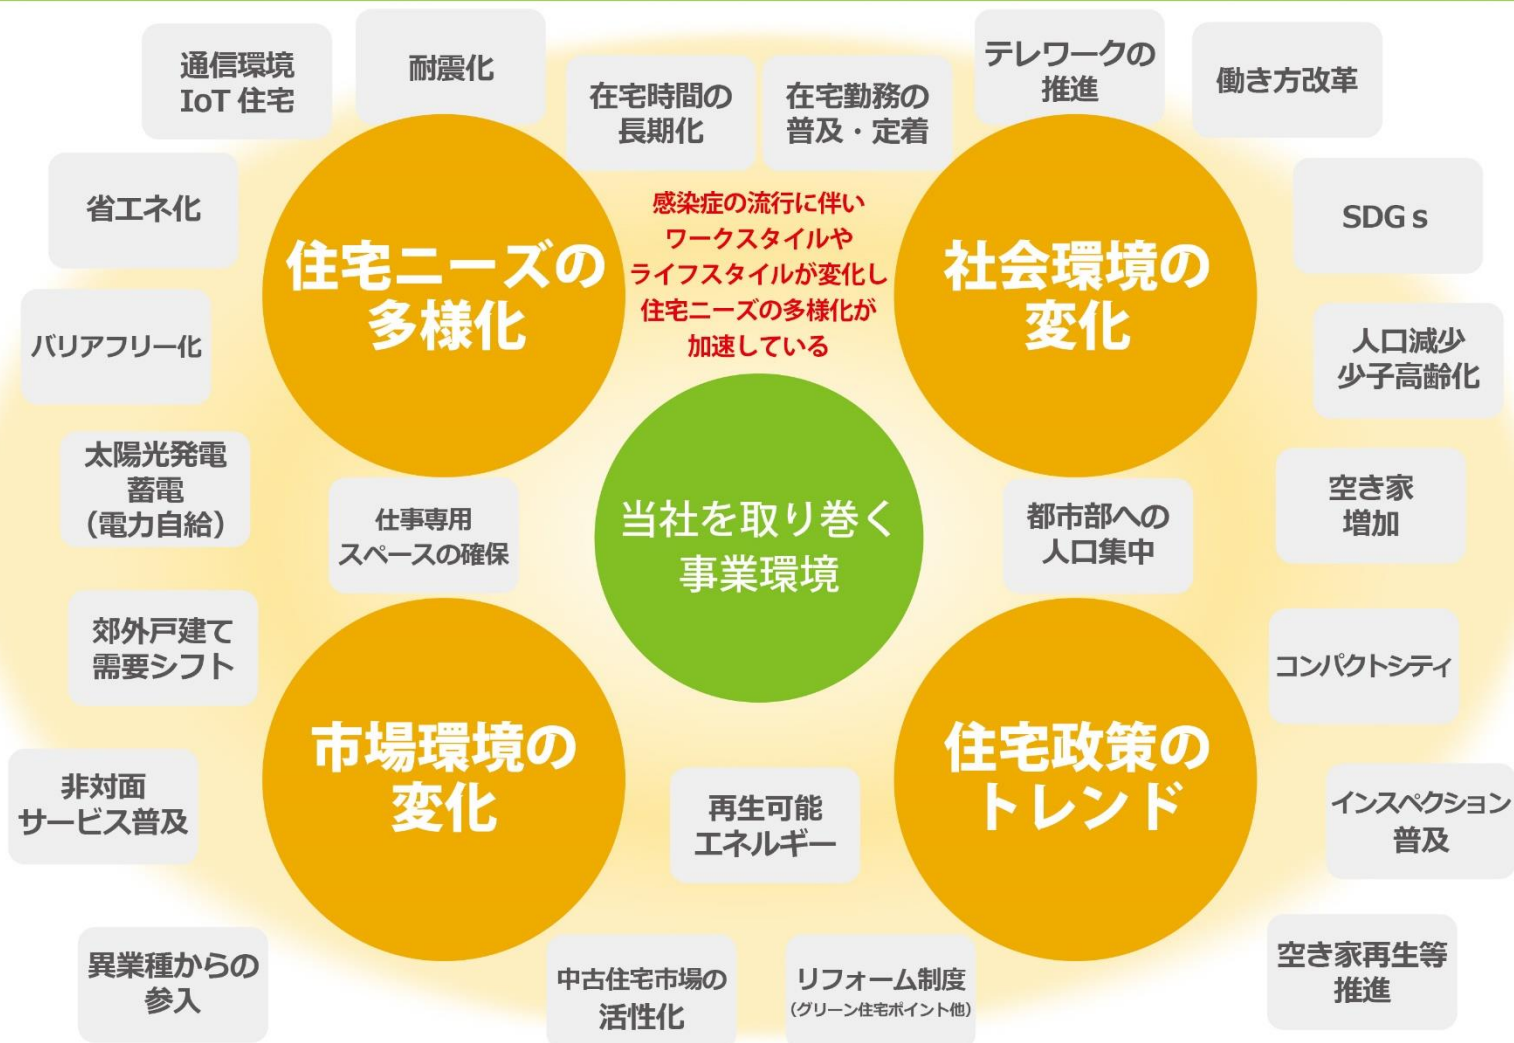 通信環境
IoT 住宅
耐震化
在宅時間の
長期化
在宅勤務の
普及・定着
テレワークの
推進
働き方改革
省エネ化
住宅ニーズの
多様化
感染症の流行に伴い
ワークスタイルや
ライフスタイルが変化し
住宅ニーズの多様化が
加速している
社会環境の
変化
SDGs
バリアフリー化
人口減少
少子高齢化
太陽光発電
蓄電
（電力自給）
仕事専用
スペースの確保
当社を取り巻く
事業環境
都市部への
人口集中
空き家
増加
郊外戸建て
需要シフト
コンパクトシティ
市場環境の
変化
住宅政策の
トレンド
非対面
サービス普及
再生可能
エネルギー
インスペクション
普及
異業種からの
参入
中古住宅市場の
活性化
リフォーム制度
（グリーン住宅ポイント他）
空き家再生等
推進